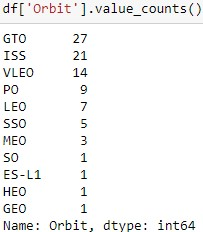 df['Orbit'].value_counts()
GTO 27
ISS 21
VLEO 14
PO 9
LEO 7
SSO 5
MEO 3
SO 1
ES-L1 1
HEO 1
GEO 1
Name: Orbit, dtype: int64